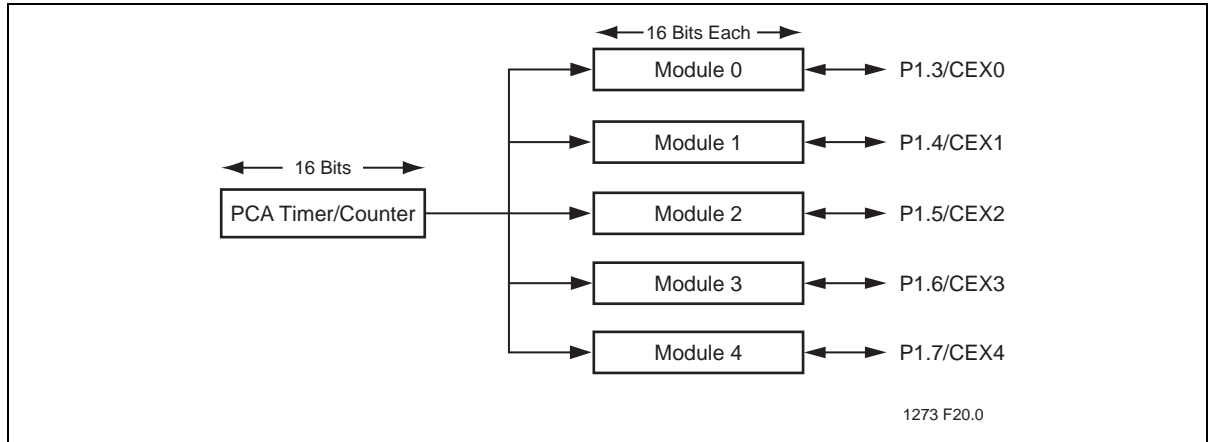 16 Bits Each
Module 0
P1.3/CEX0
Module 1
P1.4/CEX1
16 Bits
PCA Timer/Counter
Module 2
P1.5/CEX2
Module 3
P1.6/CEX3
Module 4
P1.7/CEX4
1273 F20.0